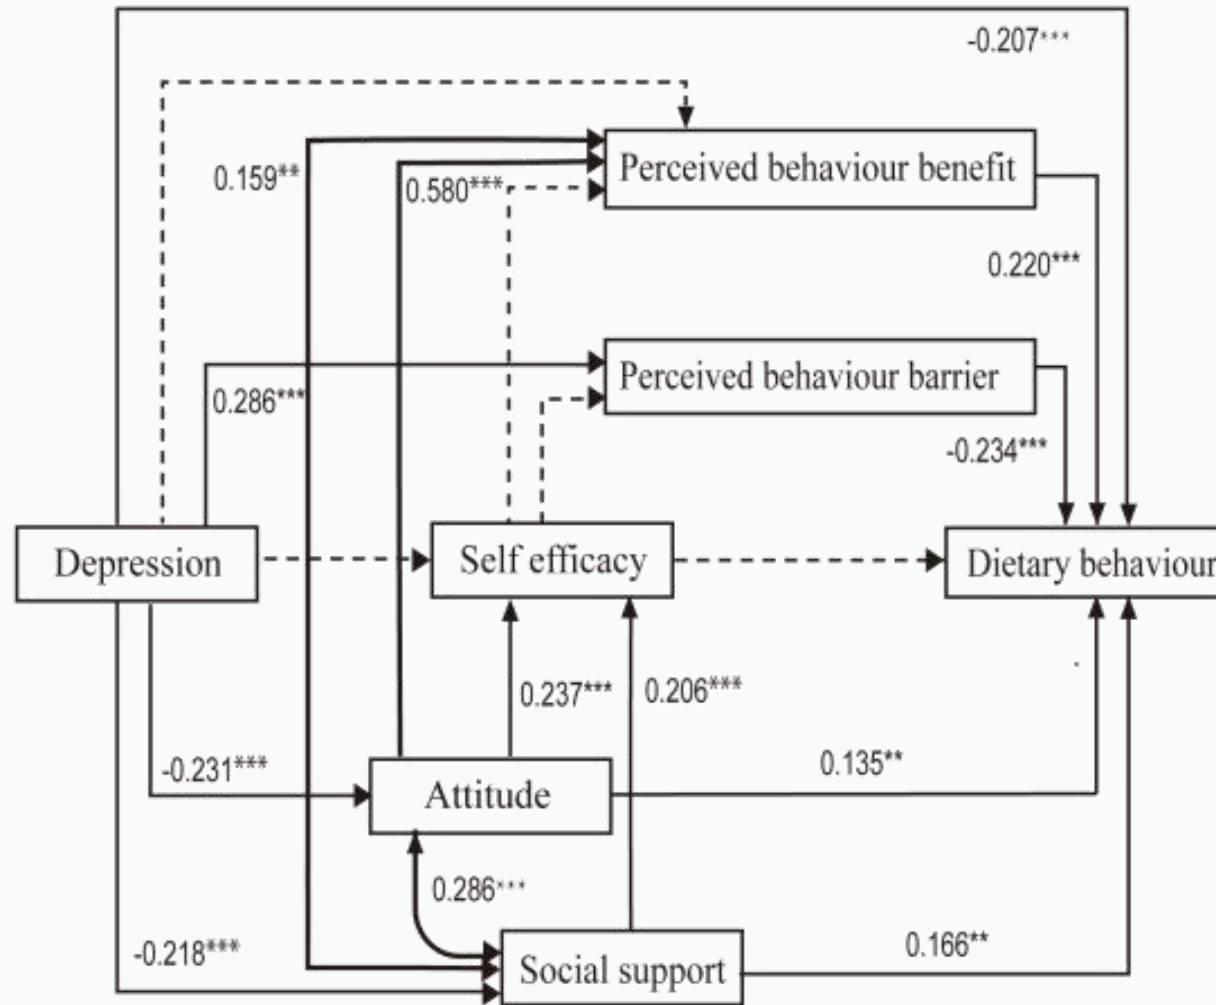 -0.207***
0.159**
0.580***
Perceived behaviour benefit
0.220***
0.286***
Perceived behaviour barrier
-0.234***
Depression
Self efficacy
Dietary behaviour
0.237***
0.206***
-0.231***
Attitude
0.135**
0.286***
-0.218***
Social support
0.166**